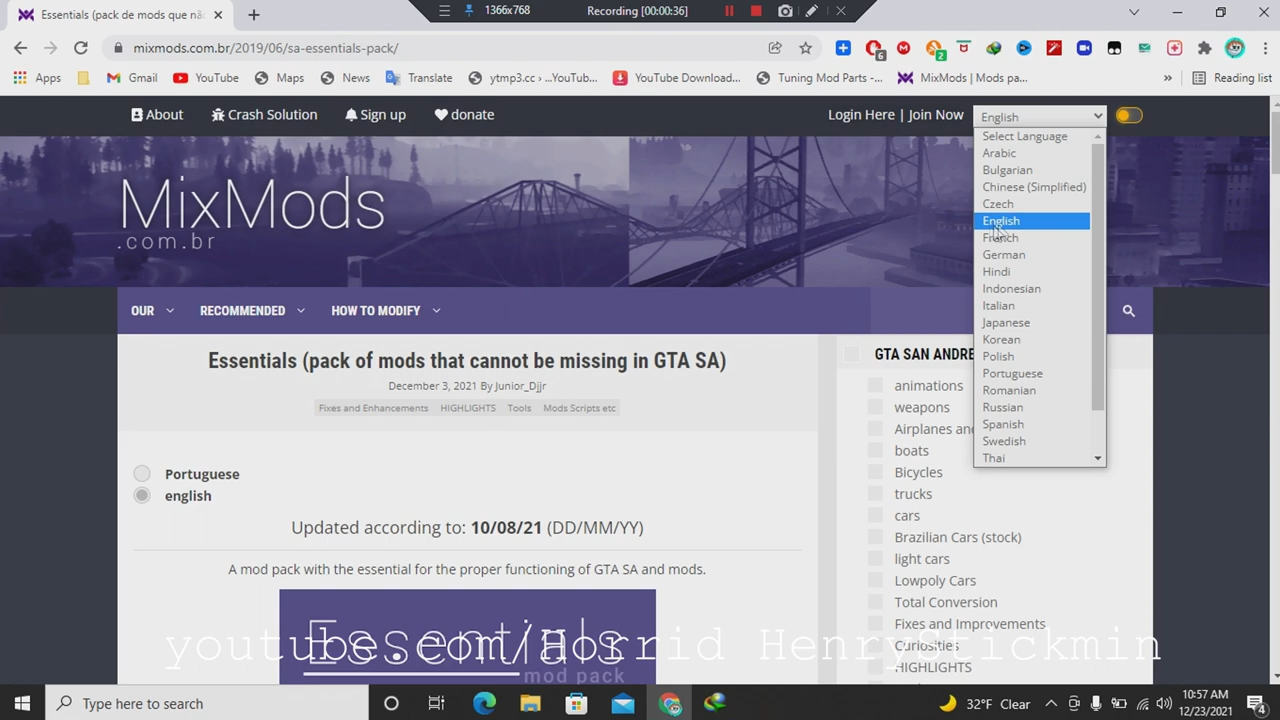 Essentials (pack de mods que nã
1366x768
Recording [00:00:36]
mixmods.com.br/2019/06/sa-essentials-pack/
6
2
Apps
Gmail
YouTube
Maps
News
Translate
ytmp3.cc › ...YouTub...
YouTube Download...
Tuning Mod Parts -...
MixMods | Mods pa...
»
Reading list
About
Crash Solution
Sign up
donate
Login Here | Join Now
English
Select Language
Arabic
Bulgarian
Chinese (Simplified)
Czech
English
French
German
Hindi
Indonesian
Italian
Japanese
Korean
Polish
Portuguese
Romanian
Russian
Spanish
Swedish
Thai
MixMods
.com.br
OUR
RECOMMENDED
HOW TO MODIFY
Essentials (pack of mods that cannot be missing in GTA SA)
December 3, 2021 By Junior_Djjr
Fixes and Enhancements
HIGHLIGHTS
Tools
Mods Scripts etc
Portuguese
english
Updated according to: 10/08/21 (DD/MM/YY)
A mod pack with the essential for the proper functioning of GTA SA and mods.
Essentials
mod pack
GTA SAN ANDRE
animations
weapons
Airplanes an
boats
Bicycles
trucks
cars
Brazilian Cars (stock)
light cars
Lowpoly Cars
Total Conversion
Fixes and Improvements
Curiosities
HIGHLIGHTS
youtube.com/Horrid HenryStickmin
Type here to search
32°F Clear
10:57 AM
12/23/2021
4